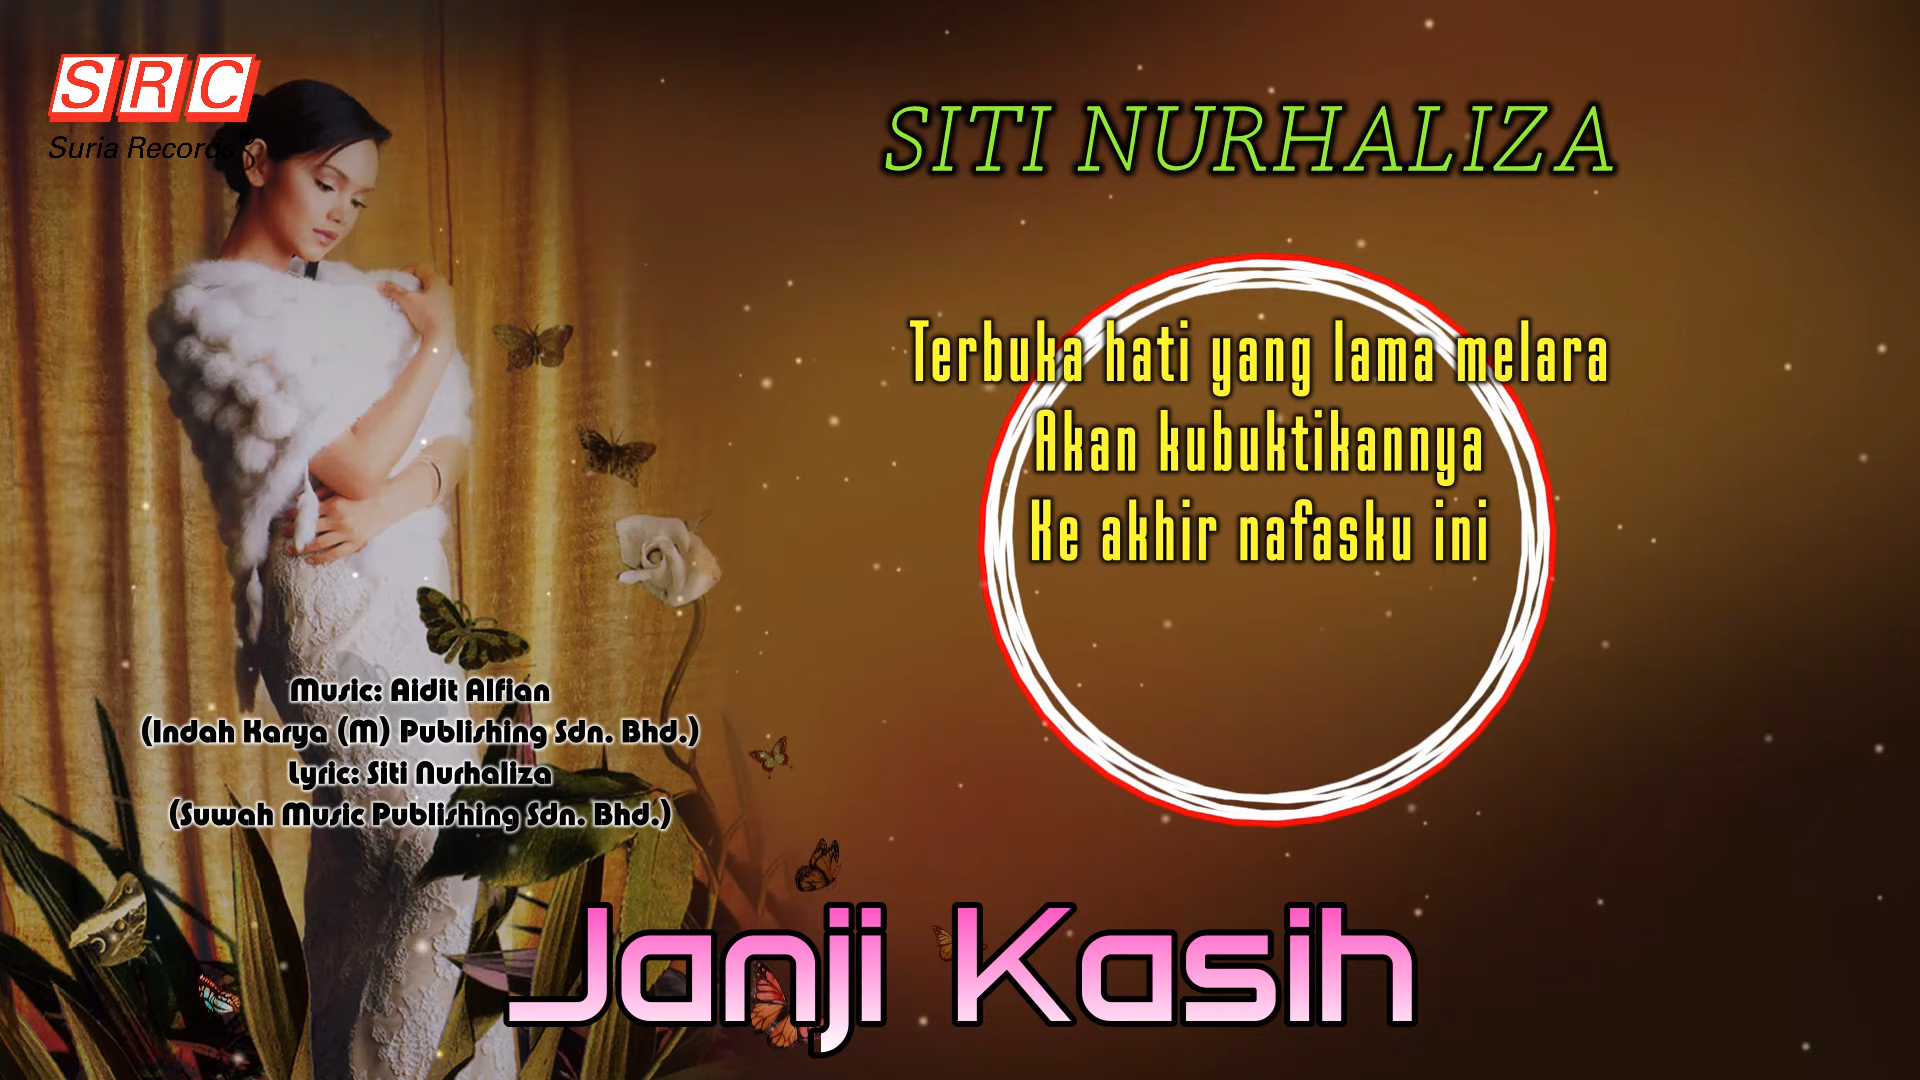 SRC
Suria Records
SITI NURHALIZA
Terbuka hati yang lama melara
Akan kubuktikannya
Ke akhir nafasku ini
Music: Aidit Alfian
(Indah Karya (M) Publishing Sdn. Bhd.)
Lyric: Siti Nurhaliza
(Suwah Music Publishing Sdn. Bhd.)
Janji Kasih